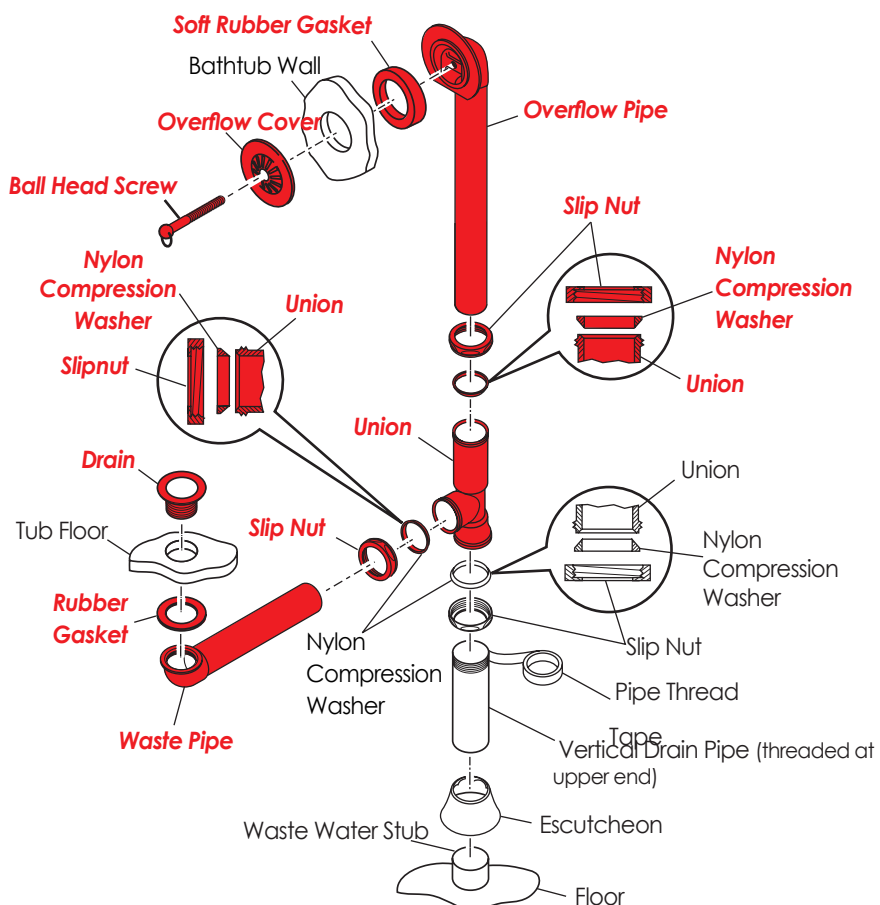 Soft Rubber Gasket
Bathtub Wall
Overflow Cover
Overflow Pipe
Ball Head Screw
Slip Nut
Nylon
Compression
Washer
Union
Nylon
Compression
Washer
Slipnut
Union
Union
Drain
Union
Tub Floor
Slip Nut
Nylon
Compression
Washer
Rubber
Gasket
Nylon
Compression
Washer
Slip Nut
Pipe Thread
Tape
Waste Pipe
Vertical Drain Pipe (threaded at
upper end)
Escutcheon
Waste Water Stub
Floor